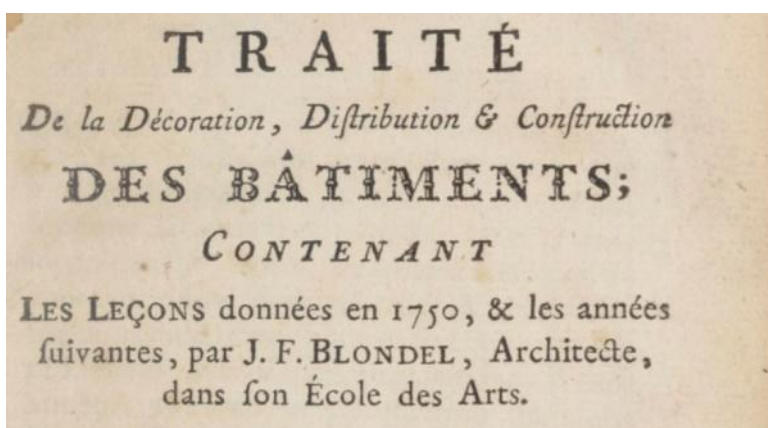 TRAITÉ
De la Décoration, Diſtribution & Conſtruction
DES BÂTIMENTS;
CONTENANT
LES LEÇONS données en 1750, & les années
ſuivantes, par J. F. BLONDEL, Architecte,
dans ſon École des Arts.